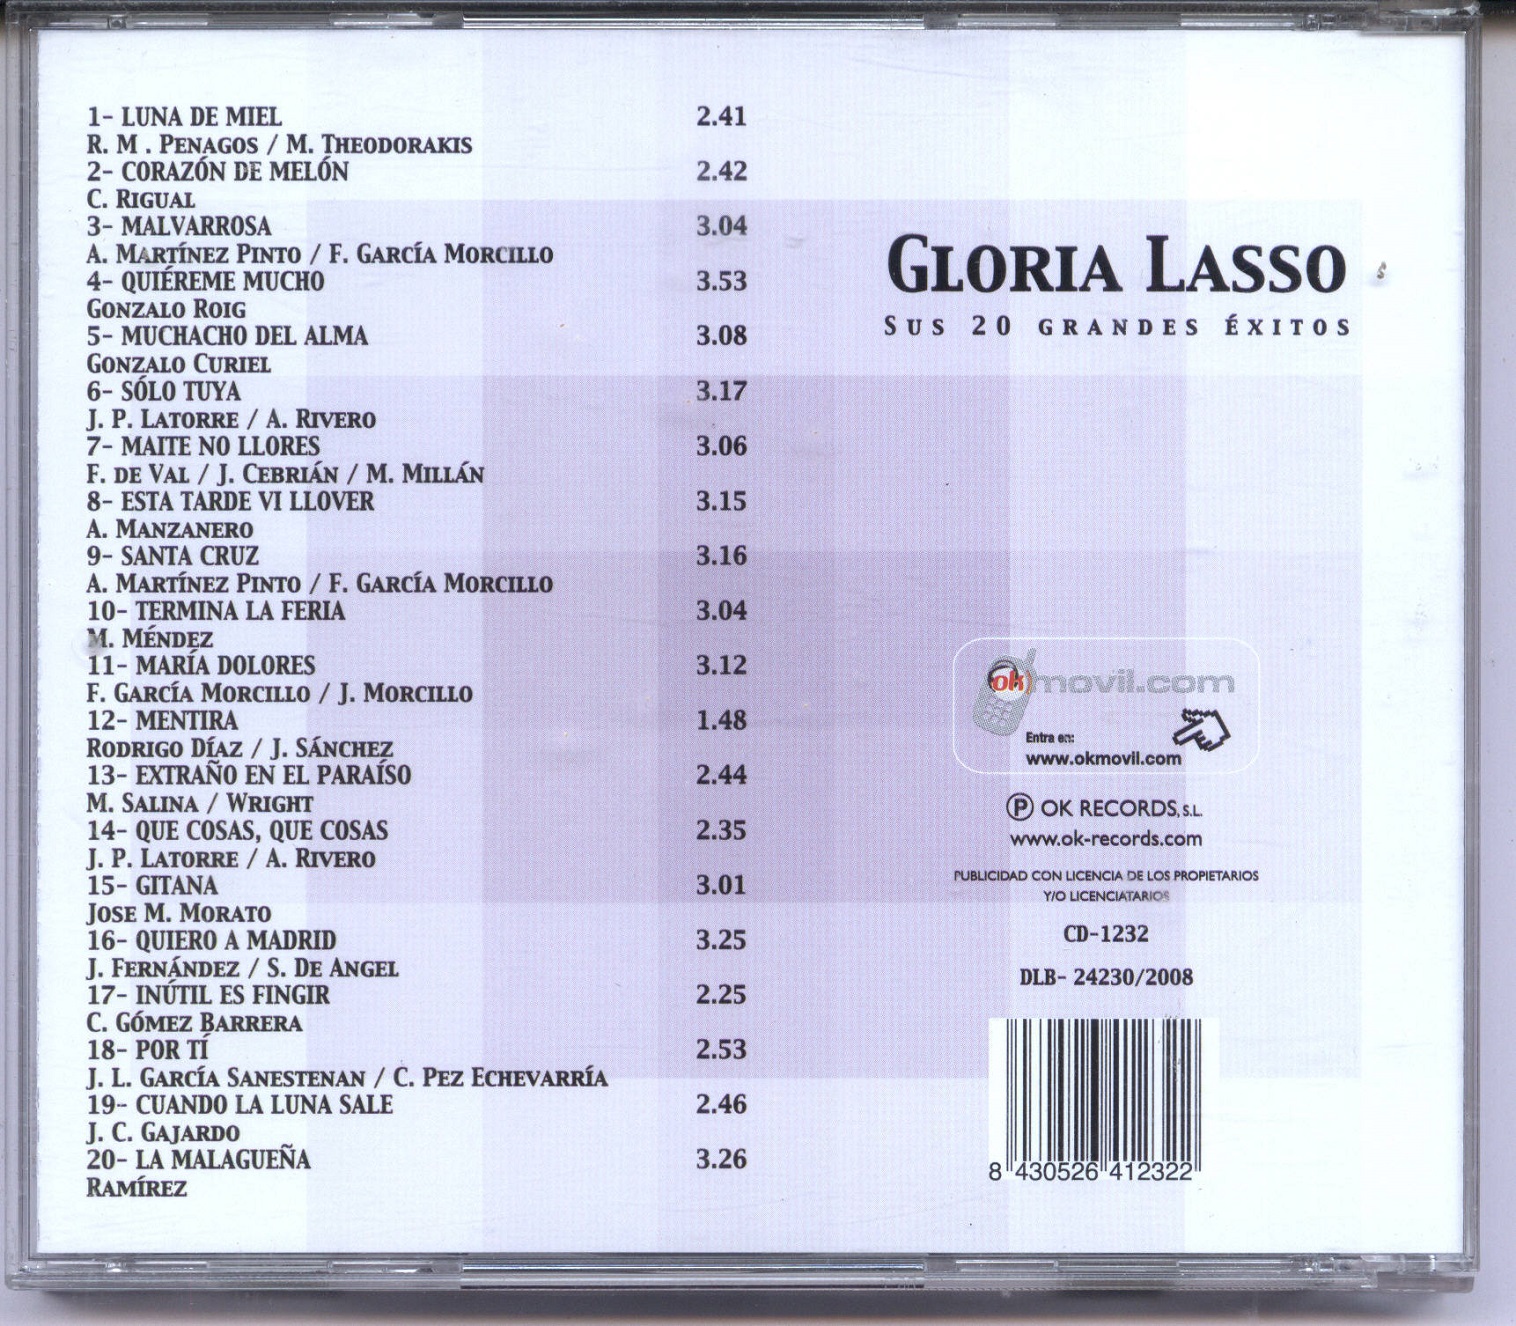 1- LUNA DE MIEL 2.41
R. M . PENAGOS / M. THEODORAKIS
2- CORAZÓN DE MELÓN 2.42
C. RIGUAL
3- MALVARROSA 3.04
A. MARTÍNEZ PINTO / F. GARCÍA MORCILLO
4- QUIÉREME MUCHO 3.53
GONZALO ROIG
5- MUCHACHO DEL ALMA 3.08
GONZALO CURIEL
6- SÓLO TUYA 3.17
J. P. LATORRE / A. RIVERO
7- MAITE NO LLORES 3.06
F. DE VAL / J. CEBRIÁN / M. MILLÁN
8- ESTA TARDE VI LLOVER 3.15
A. MANZANERO
9- SANTA CRUZ 3.16
A. MARTÍNEZ PINTO / F. GARCÍA MORCILLO
10- TERMINA LA FERIA 3.04
M. MÉNDEZ
11- MARÍA DOLORES 3.12
F. GARCÍA MORCILLO / J. MORCILLO
12- MENTIRA 1.48
RODRIGO DÍAZ / J. SÁNCHEZ
13- EXTRAÑO EN EL PARAÍSO 2.44
M. SALINA / WRIGHT
14- QUE COSAS, QUE COSAS 2.35
J. P. LATORRE / A. RIVERO
15- GITANA 3.01
JOSE M. MORATO
16- QUIERO A MADRID 3.25
J. FERNÁNDEZ / S. DE ANGEL
17- INÚTIL ES FINGIR 2.25
C. GÓMEZ BARRERA
18- POR TÍ 2.53
J. L. GARCÍA SANESTENAN / C. PEZ ECHEVARRÍA
19- CUANDO LA LUNA SALE 2.46
J. C. GAJARDO
20- LA MALAGUEÑA 3.26
RAMÍREZ
GLORIA LASSO
SUS 20 GRANDES ÉXITOS
okmovil.com
Entra en:
www.okmovil.com
Ⓟ OK RECORDS, S.L.
www.ok-records.com
PUBLICIDAD CON LICENCIA DE LOS PROPIETARIOS
Y/O LICENCIATARIOS
CD-1232
DLB- 24230/2008
8 430526 412322